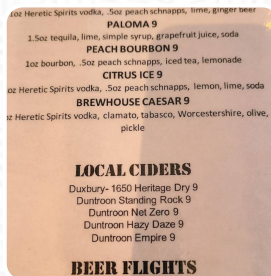 1oz Heretic Spirits vodka, .5oz peach schnapps, lime, ginger beer
PALOMA 9
1.5oz tequila, lime, simple syrup, grapefruit juice, soda
PEACH BOURBON 9
1oz bourbon, .5oz peach schnapps, iced tea, lemonade
CITRUS ICE 9
oz Heretic Spirits vodka, .5oz peach schnapps, lemon, lime, soda
BREWHOUSE CAESAR 9
oz Heretic Spirits vodka, clamato, tabasco, Worcestershire, olive,
pickle
LOCAL CIDERS
Duxbury- 1650 Heritage Dry 9
Duntroon Standing Rock 9
Duntroon Net Zero 9
Duntroon Hazy Daze 9
Duntroon Empire 9
BEER FLIGHTS